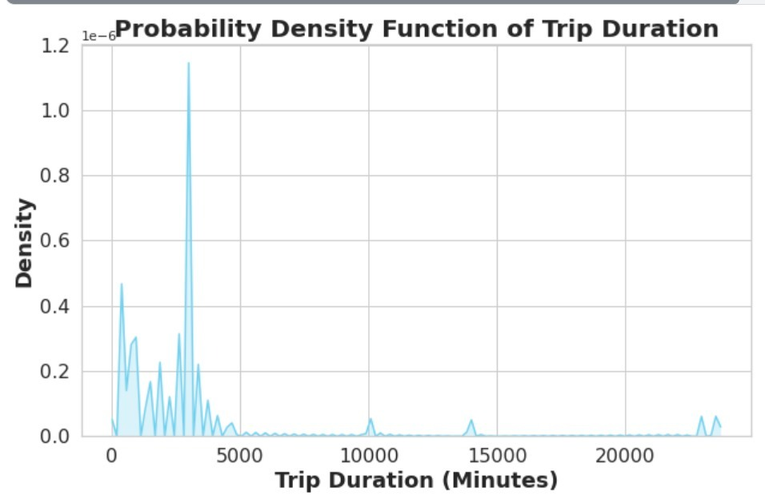 Probability Density Function of Trip Duration
1e−6
1.2
1.0
0.8
0.6
0.4
0.2
0.0
Density
0 5000 10000 15000 20000
Trip Duration (Minutes)